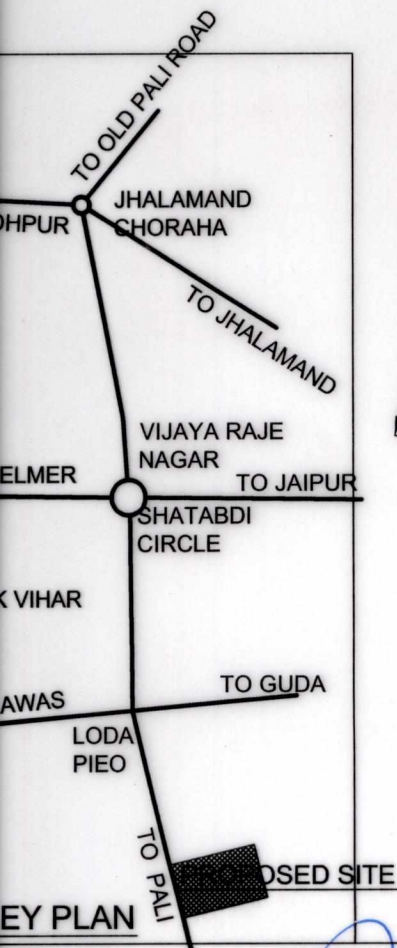 TO OLD PALI ROAD
JHALAMAND
CHORAHA
OHPUR
TO JHALAMAND
VIJAYA RAJE
NAGAR
ELMER
TO JAIPUR
SHATABDI
CIRCLE
K VIHAR
TO GUDA
AWAS
LODA
PIEO
TO PALI
PROPOSED SITE
EY PLAN